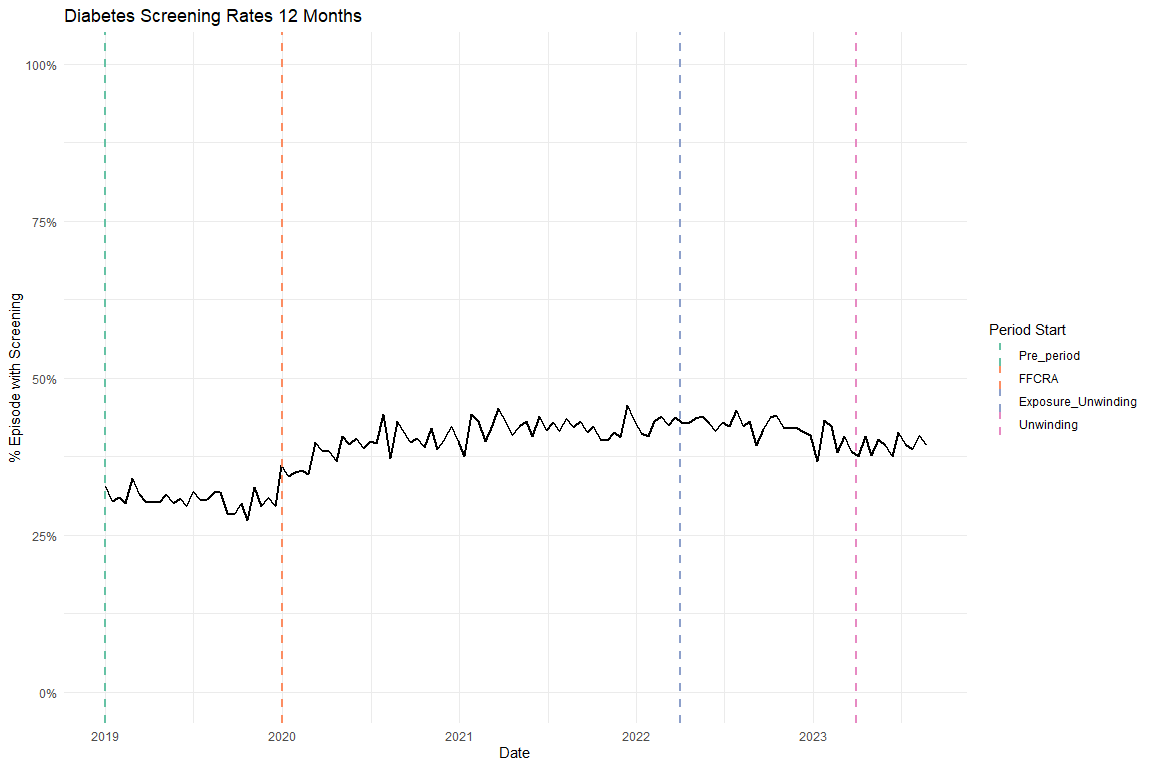 Diabetes Screening Rates 12 Months
100%
75%
50%
25%
0%
% Episode with Screening
2019
2020
2021
2022
2023
Date
Period Start
Pre_period
FFCRA
Exposure_Unwinding
Unwinding